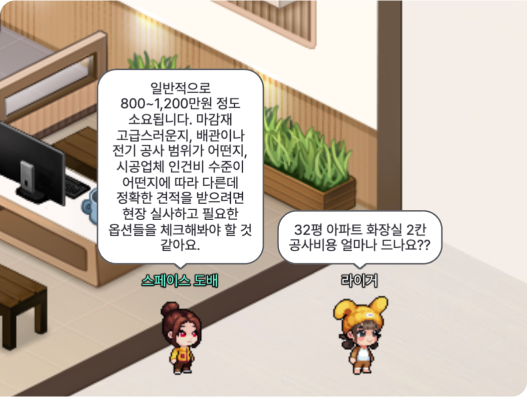 일반적으로
800~1,200만원 정도
소요됩니다. 마감재
고급스러운지, 배관이나
전기 공사 범위가 어떤지,
시공업체 인건비 수준이
어떤지에 따라 다른데
정확한 견적을 받으려면
현장 실사하고 필요한
옵션들을 체크해봐야 할 것
같아요.
스페이스 도배
32평 아파트 화장실 2칸
공사비용 얼마나 드나요??
라이거